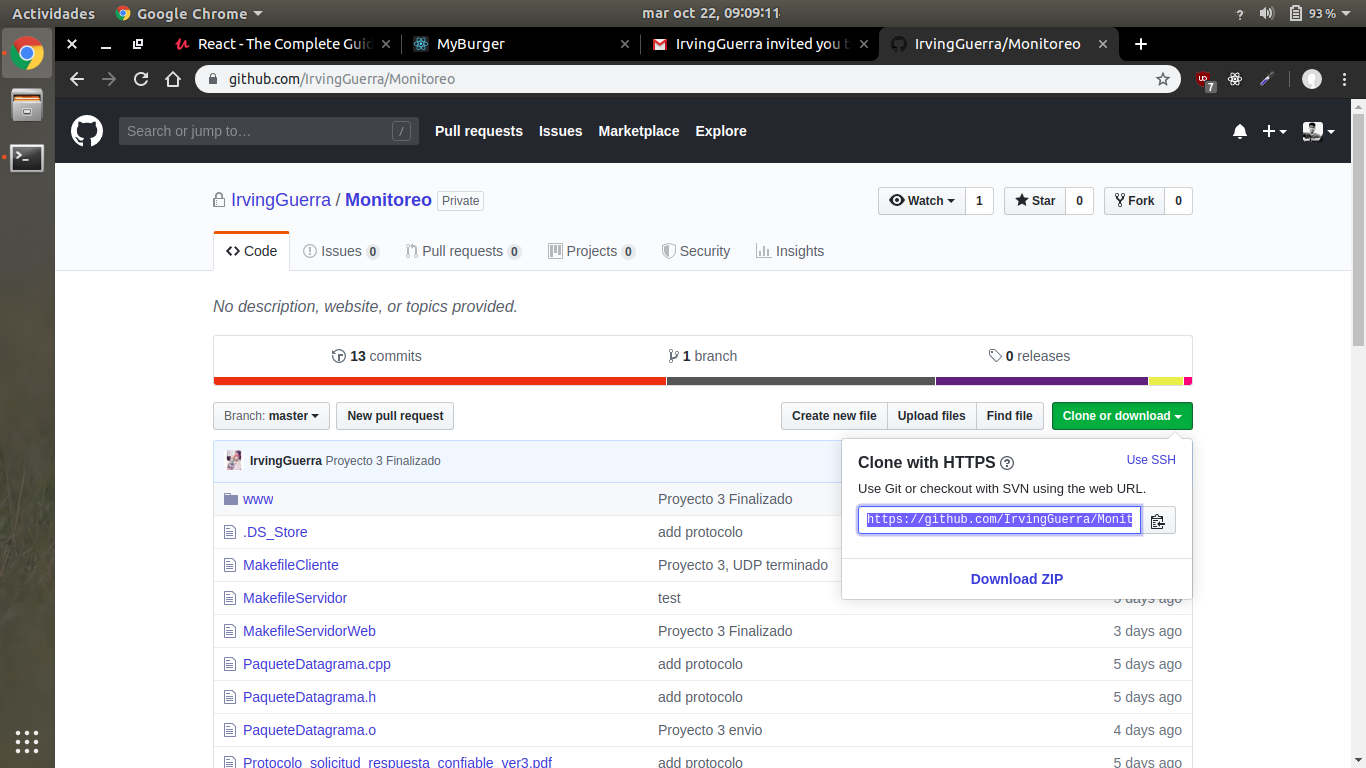 Actividades Google Chrome mar oct 22, 09:09:11 ? 93 %
React - The Complete Guid MyBurger IrvingGuerra invited you t IrvingGuerra/Monitoreo
github.com/IrvingGuerra/Monitoreo 7
Search or jump to… / Pull requests Issues Marketplace Explore
IrvingGuerra / Monitoreo Private Watch 1 Star 0 Fork 0
Code Issues 0 Pull requests 0 Projects 0 Security Insights
No description, website, or topics provided.
13 commits 1 branch 0 releases
Branch: master New pull request Create new file Upload files Find file Clone or download
IrvingGuerra Proyecto 3 Finalizado
Clone with HTTPS Use SSH
Use Git or checkout with SVN using the web URL.
https://github.com/IrvingGuerra/Monit
Download ZIP
www Proyecto 3 Finalizado
.DS_Store add protocolo
MakefileCliente Proyecto 3, UDP terminado
MakefileServidor test 5 days ago
MakefileServidorWeb Proyecto 3 Finalizado 3 days ago
PaqueteDatagrama.cpp add protocolo 5 days ago
PaqueteDatagrama.h add protocolo 5 days ago
PaqueteDatagrama.o Proyecto 3 envio 4 days ago
Protocolo_solicitud_respuesta_confiable_ver3.pdf add protocolo 5 days ago